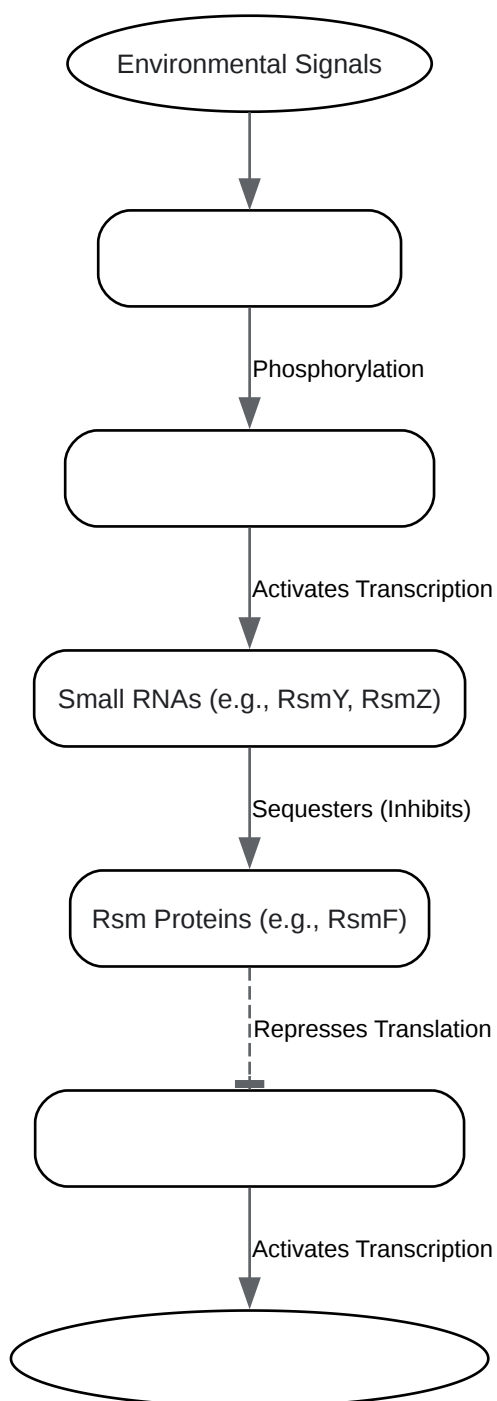 Environmental Signals
Phosphorylation
Activates Transcription
Small RNAs (e.g., RsmY, RsmZ)
Sequesters (Inhibits)
Rsm Proteins (e.g., RsmF)
Represses Translation
Activates Transcription